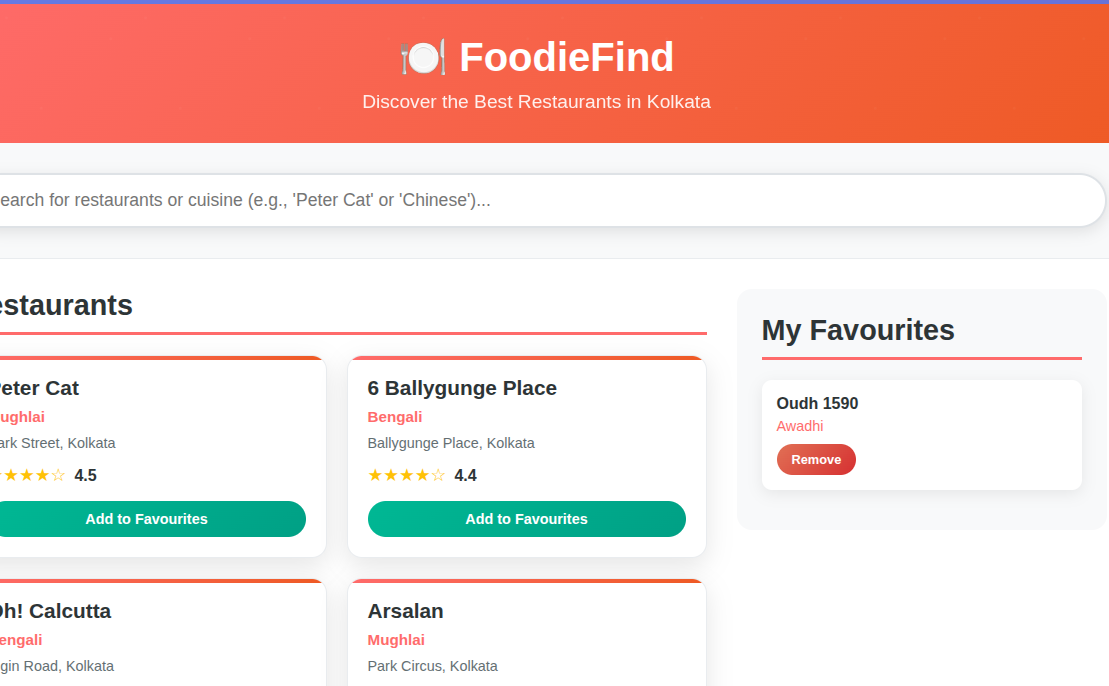 FoodieFind
Discover the Best Restaurants in Kolkata
earch for restaurants or cuisine (e.g., 'Peter Cat' or 'Chinese')...
estaurants
eter Cat
ughlai
ark Street, Kolkata
★★★☆ 4.5
Add to Favourites
6 Ballygunge Place
Bengali
Ballygunge Place, Kolkata
★★★★☆ 4.4
Add to Favourites
Oh! Calcutta
engali
gin Road, Kolkata
Arsalan
Mughlai
Park Circus, Kolkata
My Favourites
Oudh 1590
Awadhi
Remove